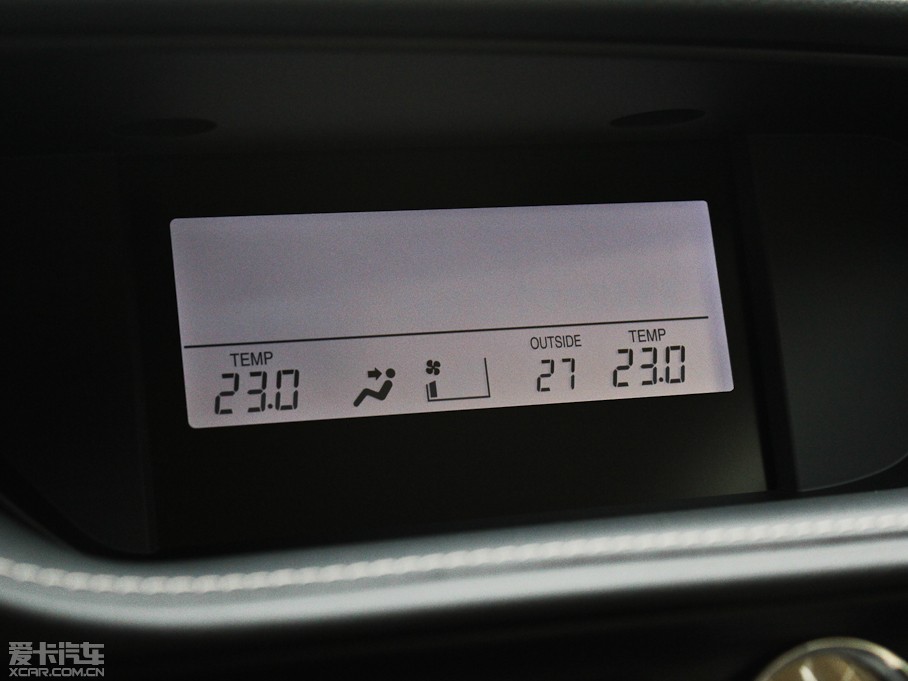 TEMP
23.0
OUTSIDE
27
TEMP
23.0
爱卡汽车
XCAR.COM.CN